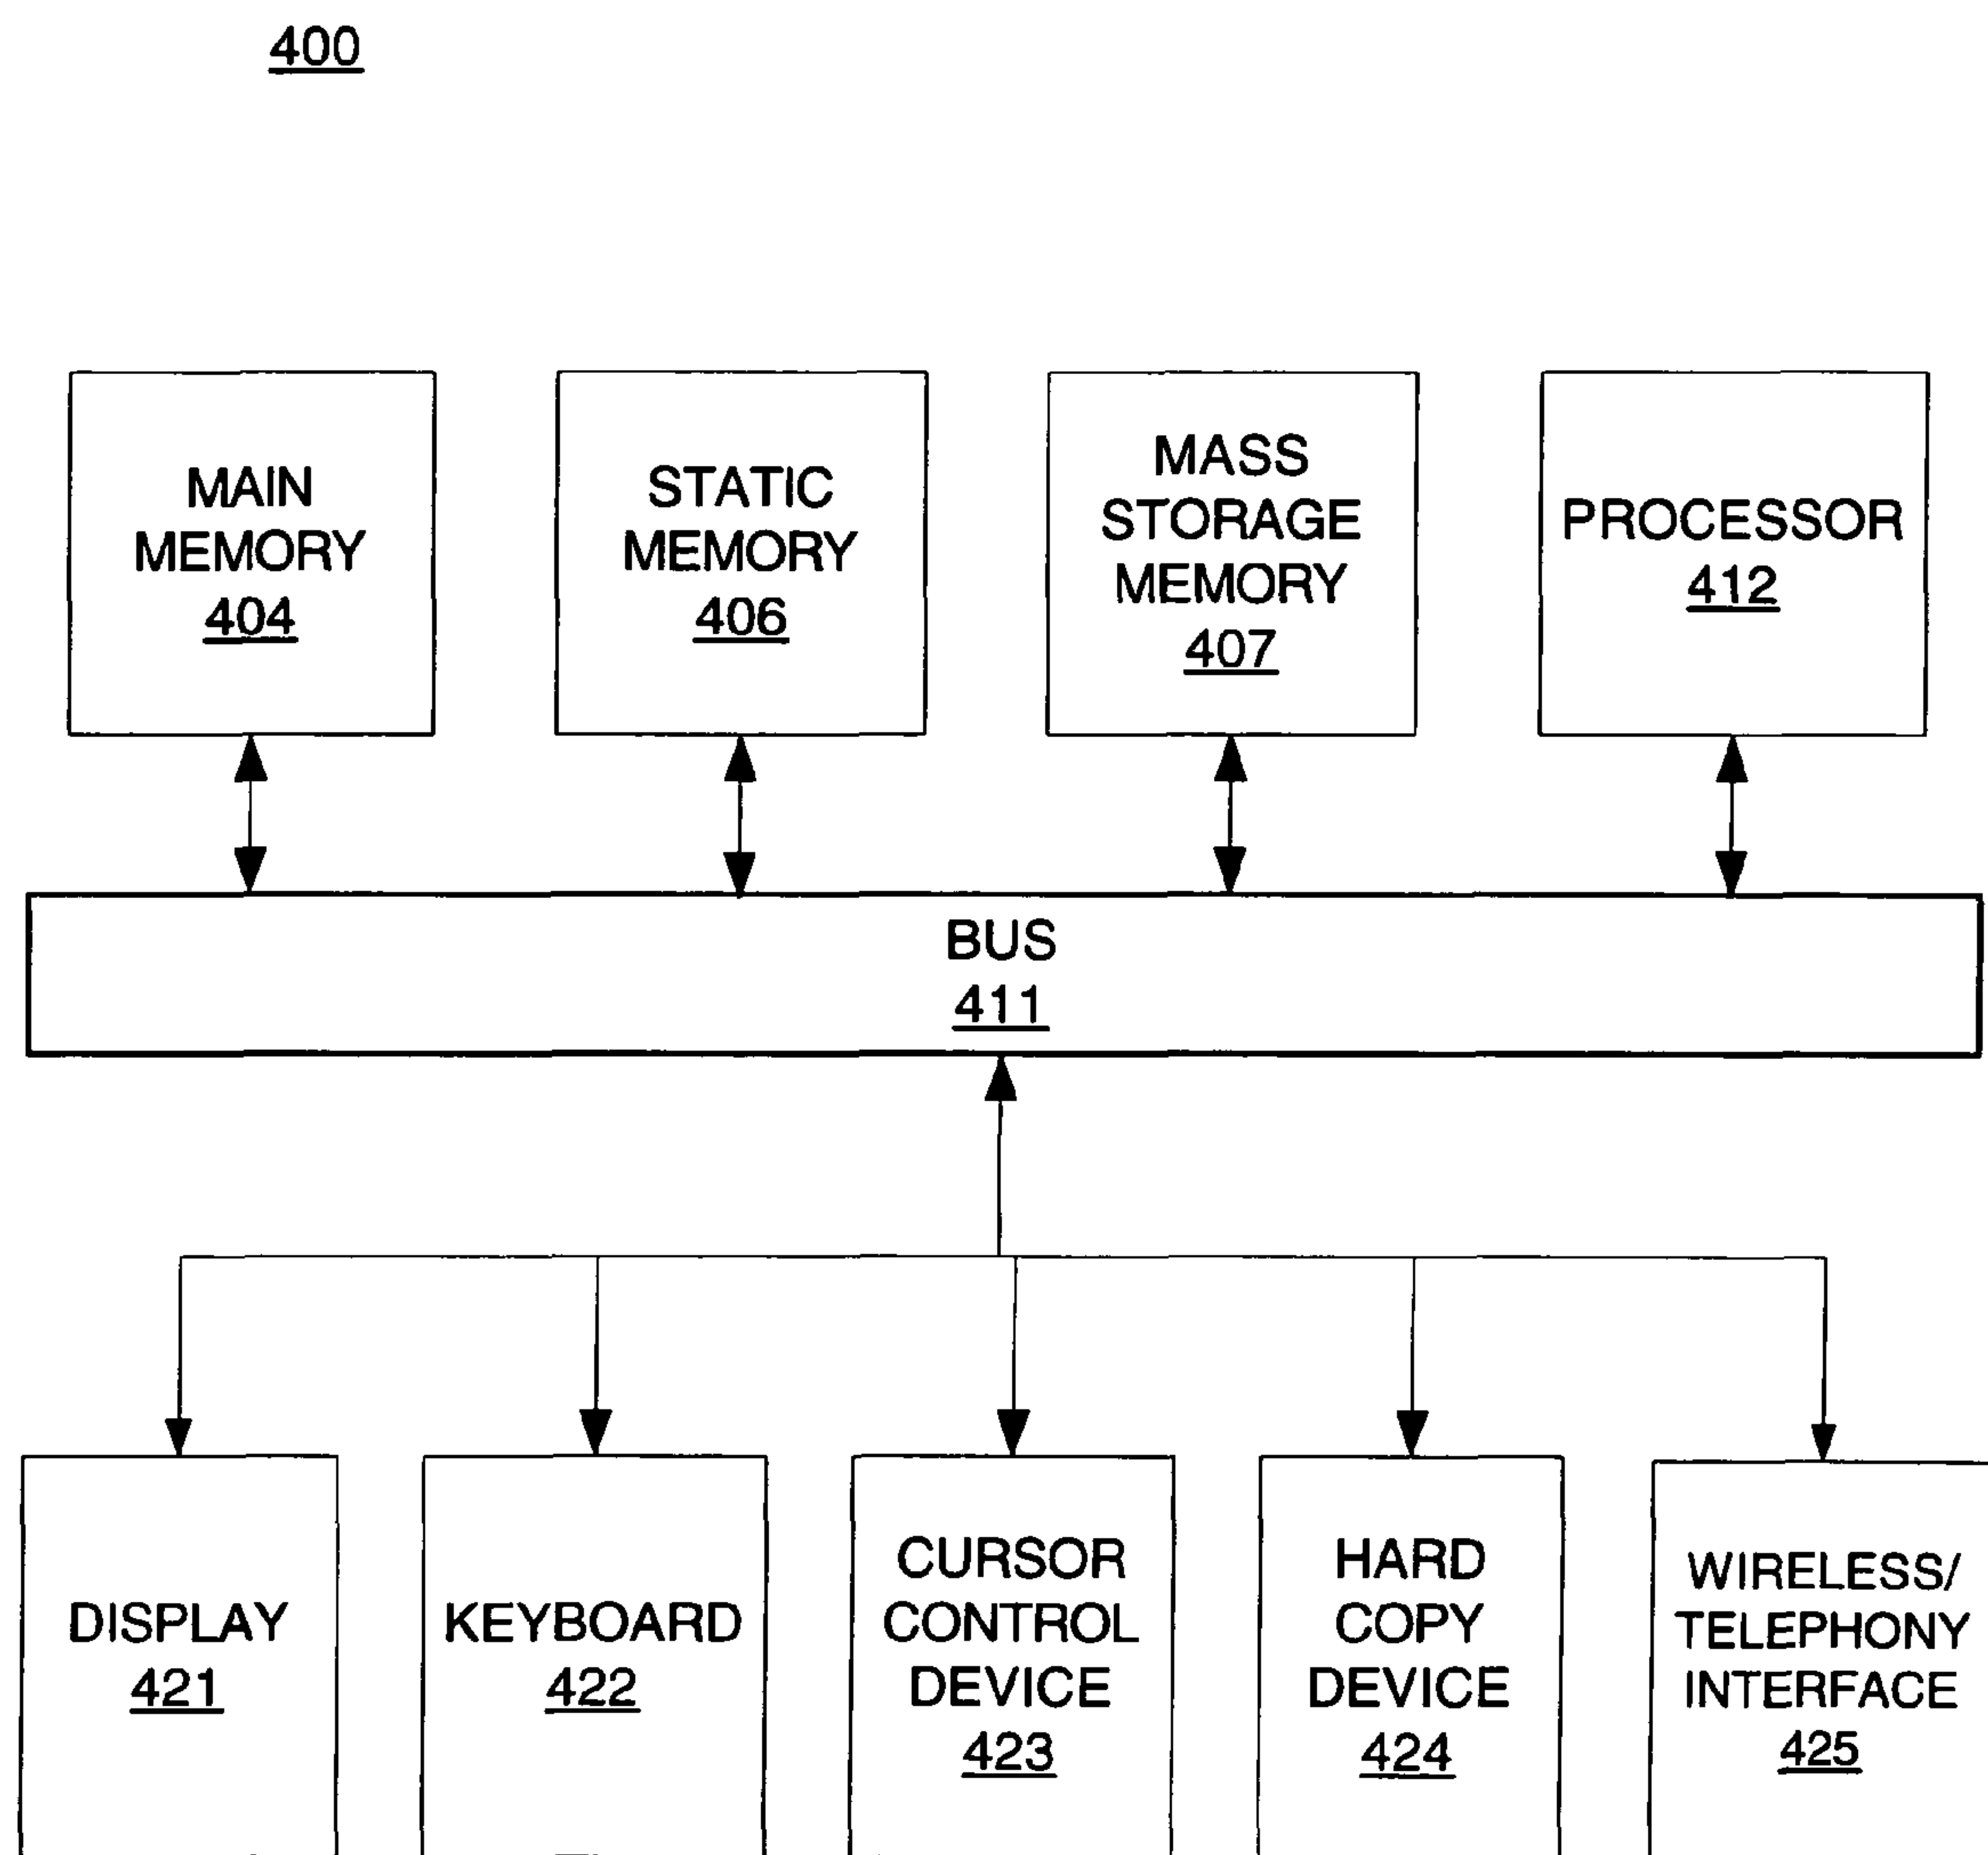 400
MAIN
MEMORY
404
STATIC
MEMORY
406
MASS
STORAGE
MEMORY
407
PROCESSOR
412
BUS
411
DISPLAY
421
KEYBOARD
422
CURSOR
CONTROL
DEVICE
423
HARD
COPY
DEVICE
424
WIRELESS/
TELEPHONY
INTERFACE
425